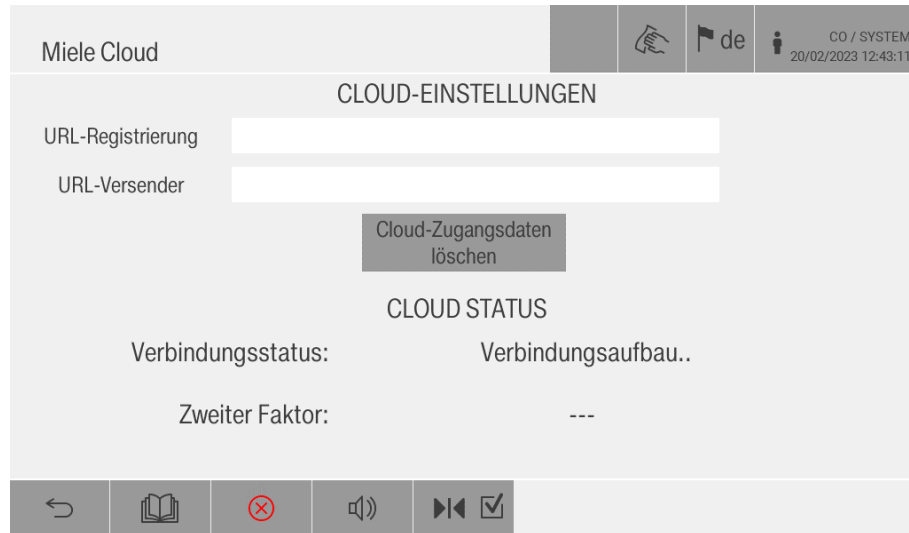 Miele Cloud
de
CO / SYSTEM
20/02/2023 12:43:11
CLOUD-EINSTELLUNGEN
URL-Registrierung
URL-Versender
Cloud-Zugangsdaten
löschen
CLOUD STATUS
Verbindungsstatus: Verbindungsaufbau..
Zweiter Faktor: ---